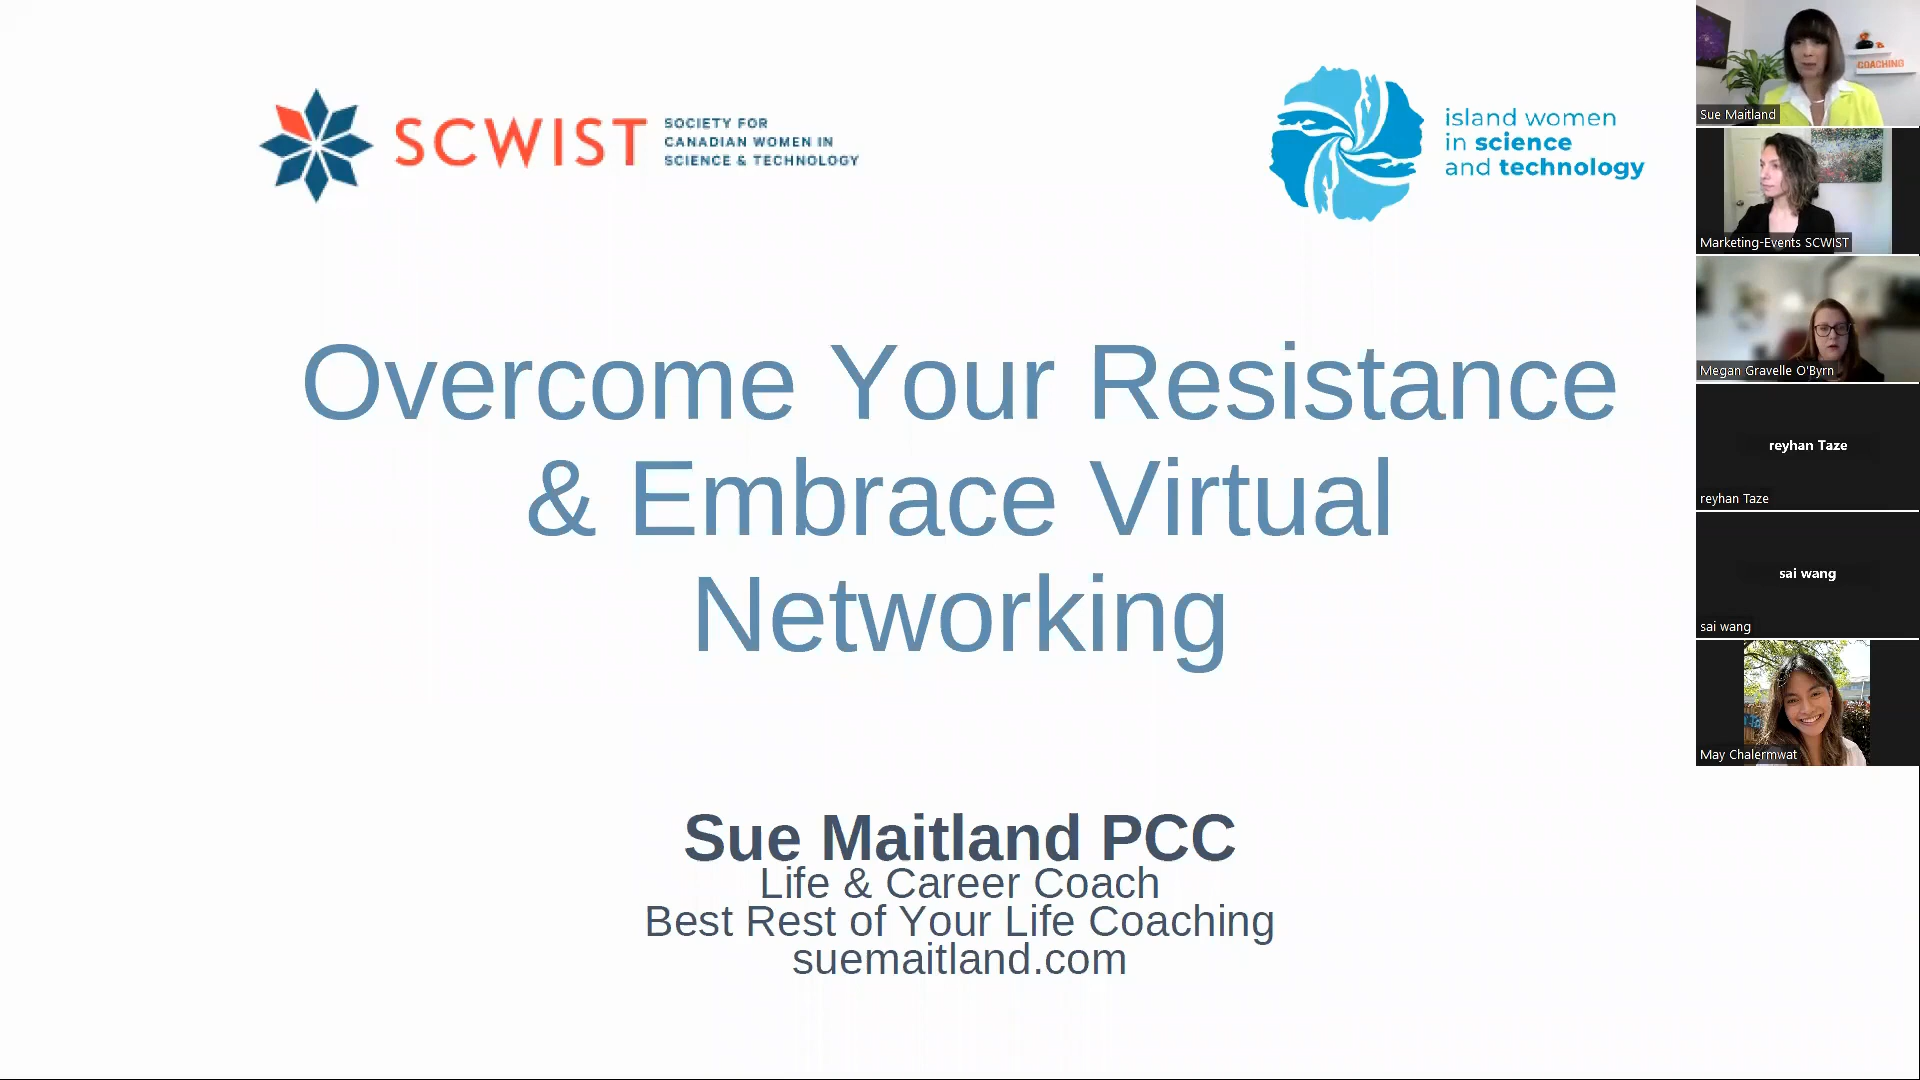 SCWIST
SOCIETY FOR
CANADIAN WOMEN IN
SCIENCE & TECHNOLOGY
island women
in science
and technology
Overcome Your Resistance
& Embrace Virtual
Networking
Sue Maitland PCC
Life & Career Coach
Best Rest of Your Life Coaching
suemaitland.com
COACHING
Sue Maitland
Marketing-Events SCWIST
Megan Gravelle O'Byrn
reyhan Taze
reyhan Taze
sai wang
sai wang
May Chalermwat